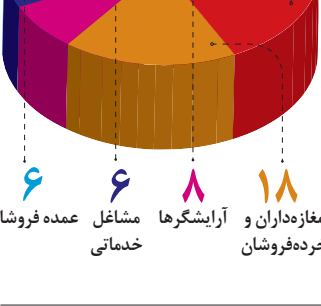 ۱۸ ۸ ۶ ۶
مغازه‌داران و آرایشگرها مشاغل عمده فروشا
خرده‌فروشان خدماتی